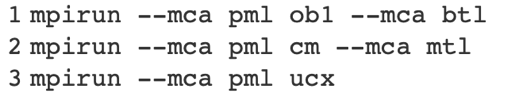 1 mpirun --mca pml ob1 --mca btl
2 mpirun --mca pml cm --mca mtl
3 mpirun --mca pml ucx